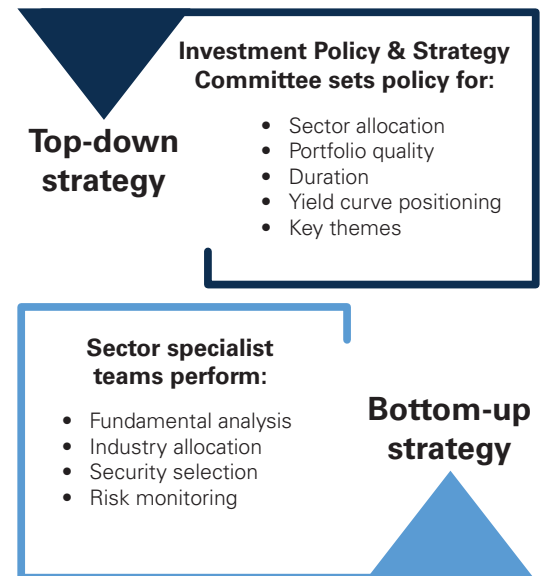 Investment Policy & Strategy
Committee sets policy for:
Top-down
strategy
• Sector allocation
• Portfolio quality
• Duration
• Yield curve positioning
• Key themes
Sector specialist
teams perform:
• Fundamental analysis
• Industry allocation
• Security selection
• Risk monitoring
Bottom-up
strategy